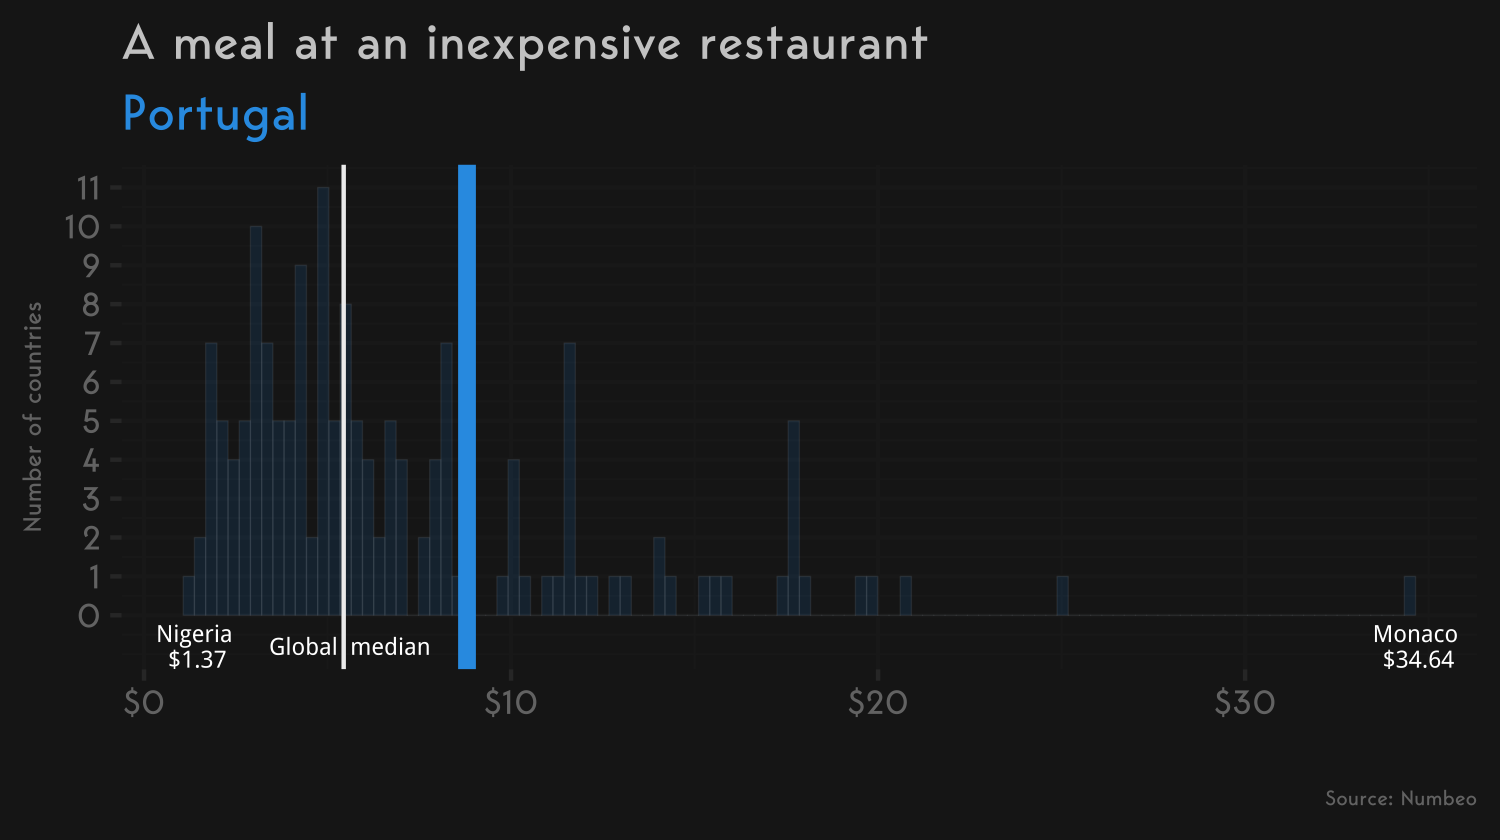 A meal at an inexpensive restaurant
Portugal
Number of countries
11
10
9
8
7
6
5
4
3
2
1
0
Nigeria
$1.37
Global median
Monaco
$34.64
$0 $10 $20 $30
Source: Numbeo